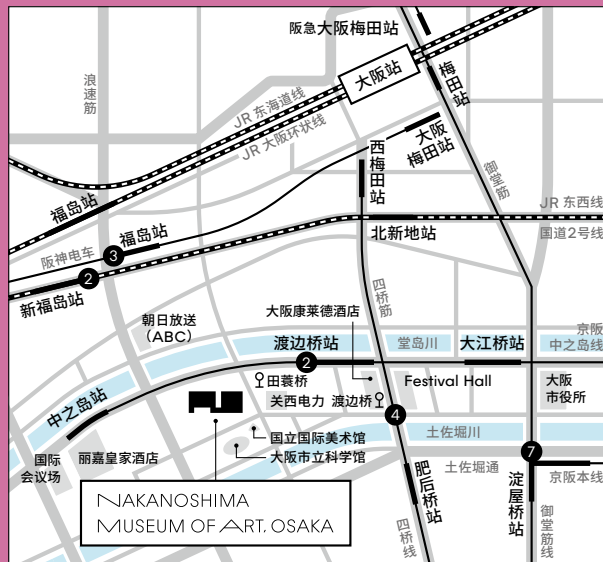 阪急大阪梅田站
浪速筋
大阪站
梅田站
JR 东海道线
JR 大阪环状线
大阪
梅田站
西梅田站
御堂筋
福岛站
JR 东西线
福岛站
北新地站
国道2号线
阪神电车
3
2
新福岛站
四桥筋
朝日放送
（ABC）
大阪康莱德酒店
渡边桥站
堂岛川
大江桥站
京阪
中之岛线
2
田蓑桥
Festival Hall
大阪
市役所
关西电力
渡边桥
中之岛站
4
国立国际美术馆
土佐堀川
国际
会议场
丽嘉皇家酒店
大阪市立科学馆
7
肥后桥站
土佐堀通
京阪本线
淀屋桥站
NAKANOSHIMA
MUSEUM OF ART, OSAKA
四桥线
御堂筋线